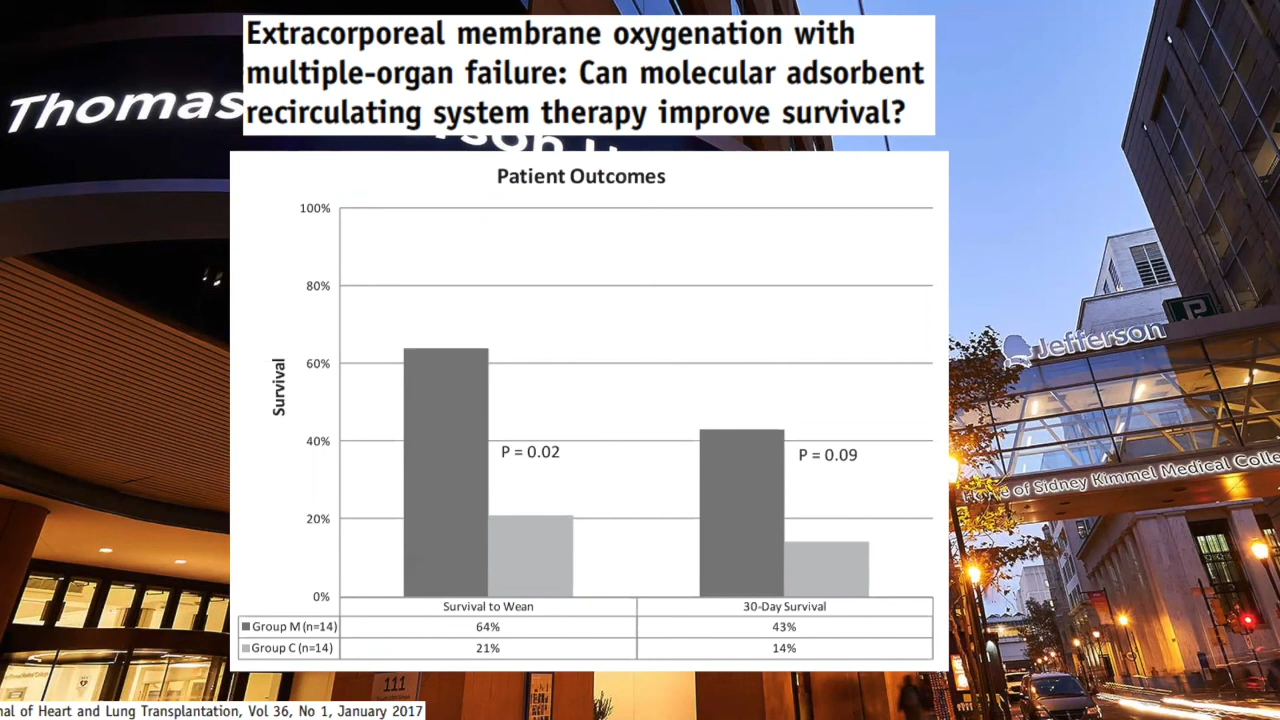 Extracorporeal membrane oxygenation with
multiple-organ failure: Can molecular adsorbent
recirculating system therapy improve survival?
Thomas
Patient Outcomes
100%
80%
60%
40%
20%
0%
Survival
P = 0.02
P = 0.09
Survival to Wean 30-Day Survival
Group M (n=14) 64% 43%
Group C (n=14) 21% 14%
P
Jefferson
Home of Sidney Kimmel Medical Colle
111
nal of Heart and Lung Transplantation, Vol 36, No 1, January 2017